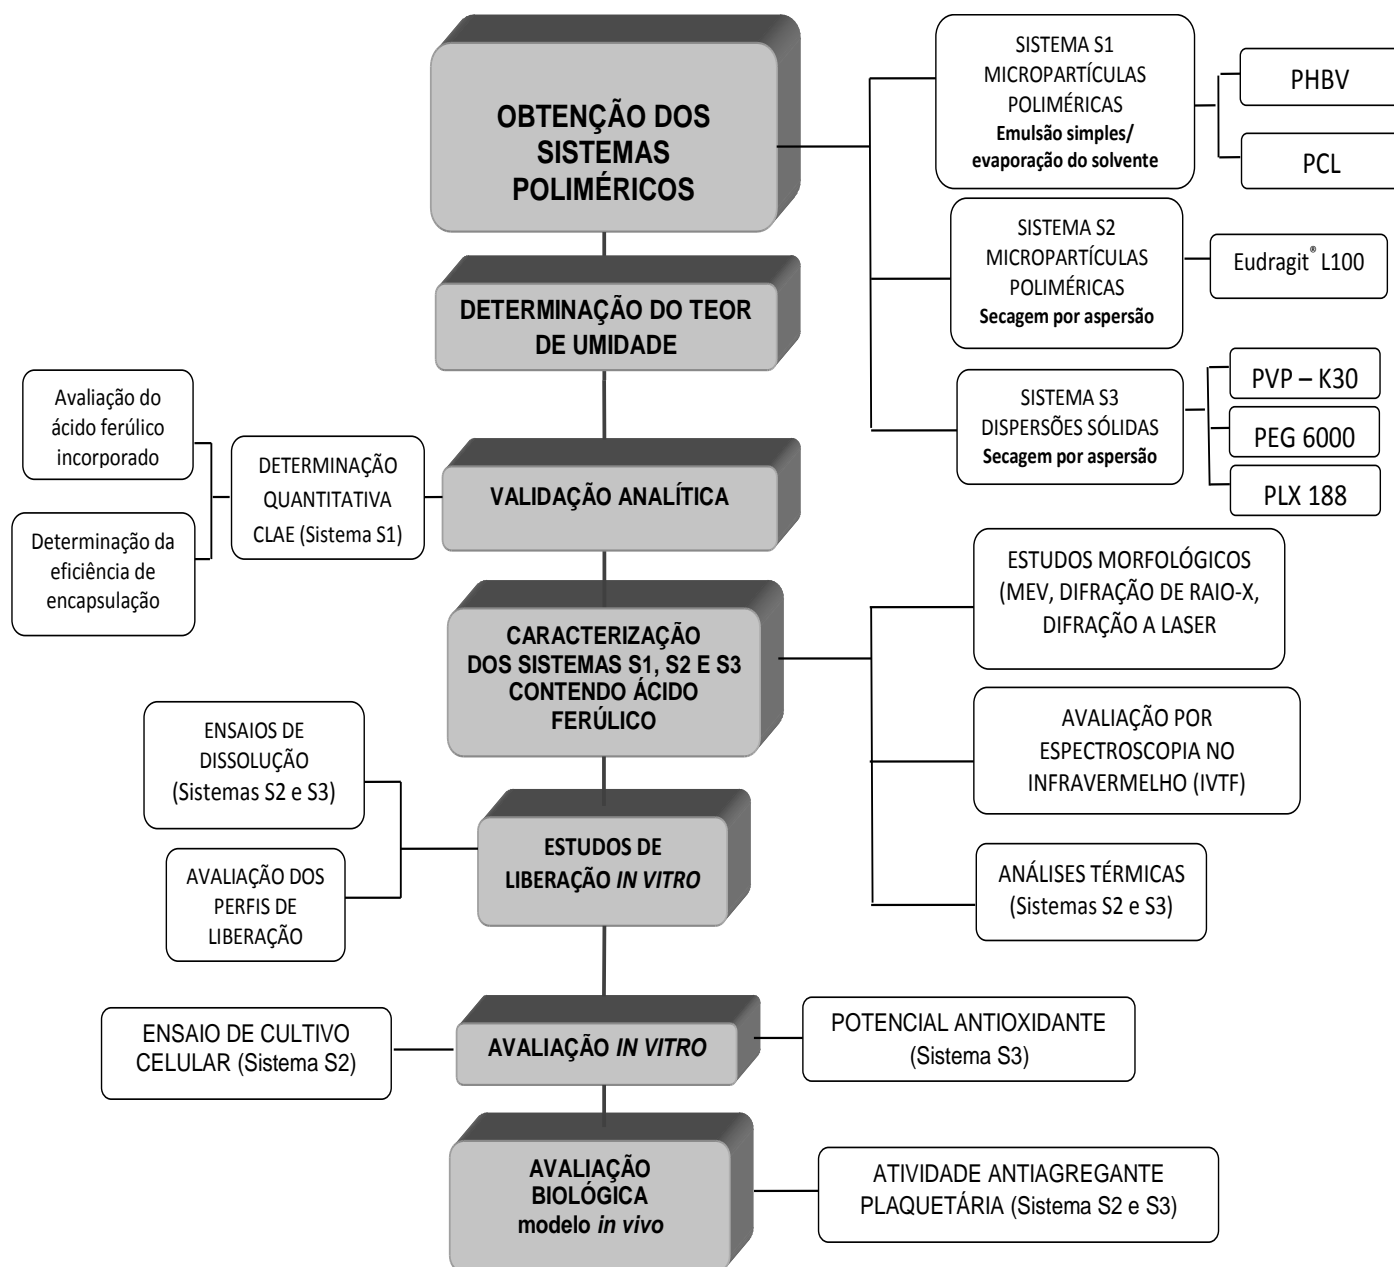 OBTENÇÃO DOS
SISTEMAS
POLIMÉRICOS
SISTEMA S1
MICROPARTÍCULAS
POLIMÉRICAS
Emulsão simples/
evaporação do solvente
PHBV
PCL
SISTEMA S2
MICROPARTÍCULAS
POLIMÉRICAS
Secagem por aspersão
Eudragit® L100
SISTEMA S3
DISPERSÕES SÓLIDAS
Secagem por aspersão
PVP – K30
PEG 6000
PLX 188
DETERMINAÇÃO DO TEOR
DE UMIDADE
VALIDAÇÃO ANALÍTICA
DETERMINAÇÃO
QUANTITATIVA
CLAE (Sistema S1)
Avaliação do
ácido ferúlico
incorporado
Determinação da
eficiência de
encapsulação
CARACTERIZAÇÃO
DOS SISTEMAS S1, S2 E S3
CONTENDO ÁCIDO
FERÚLICO
ESTUDOS MORFOLÓGICOS
(MEV, DIFRAÇÃO DE RAIO-X,
DIFRAÇÃO A LASER
AVALIAÇÃO POR
ESPECTROSCOPIA NO
INFRAVERMELHO (IVTF)
ANÁLISES TÉRMICAS
(Sistemas S2 e S3)
ESTUDOS DE
LIBERAÇÃO IN VITRO
ENSAIOS DE
DISSOLUÇÃO
(Sistemas S2 e S3)
AVALIAÇÃO DOS
PERFIS DE
LIBERAÇÃO
AVALIAÇÃO IN VITRO
ENSAIO DE CULTIVO
CELULAR (Sistema S2)
POTENCIAL ANTIOXIDANTE
(Sistema S3)
AVALIAÇÃO
BIOLÓGICA
modelo in vivo
ATIVIDADE ANTIAGREGANTE
PLAQUETÁRIA (Sistema S2 e S3)